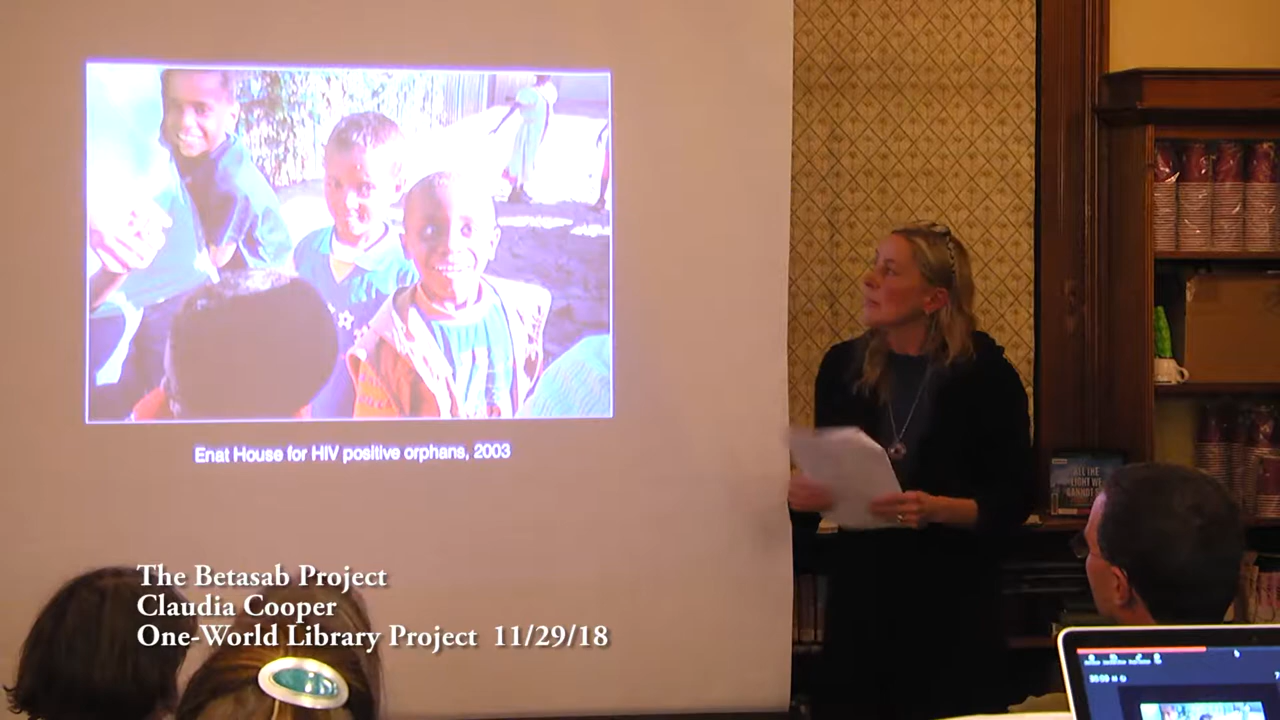 Enat House for HIV positive orphans, 2003
The Betasab Project
Claudia Cooper
One-World Library Project 11/29/18
ALL THE
LIGHT WE
CANNOT